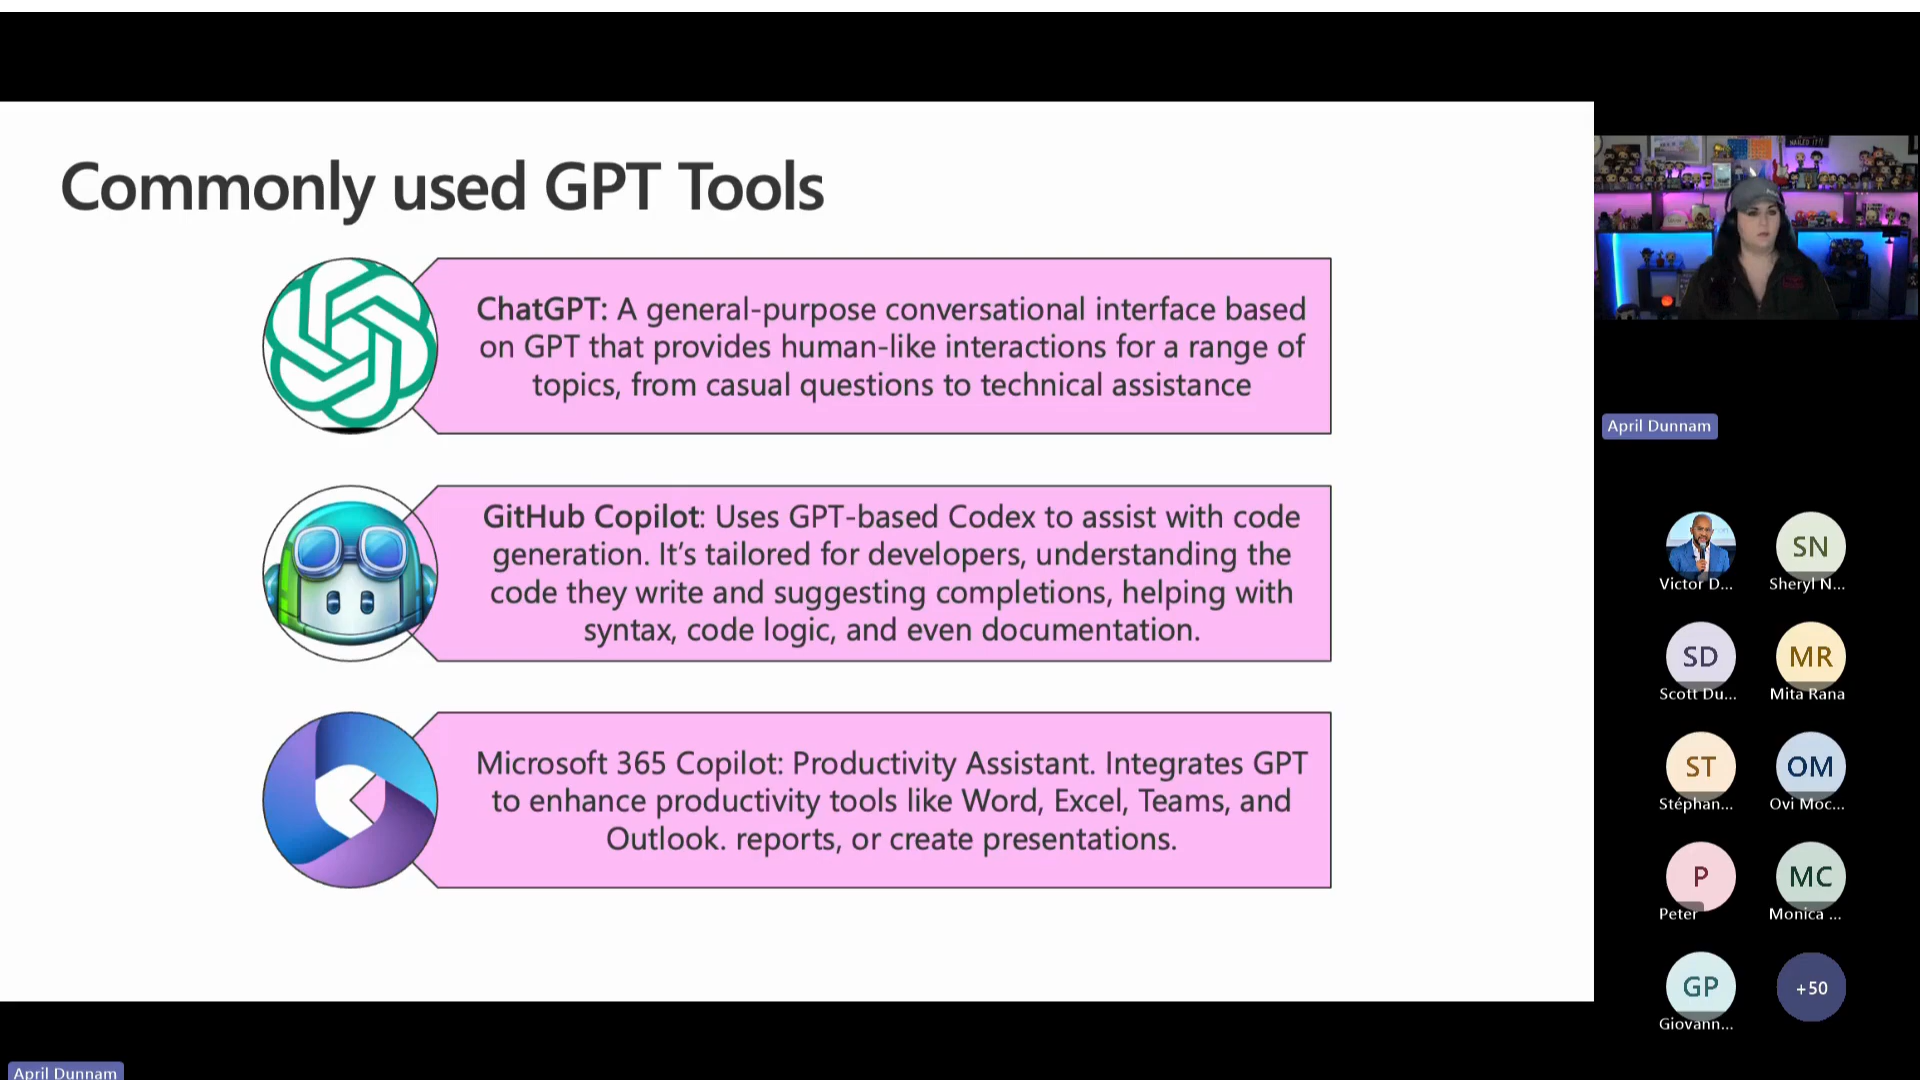 Commonly used GPT Tools
ChatGPT: A general-purpose conversational interface based
on GPT that provides human-like interactions for a range of
topics, from casual questions to technical assistance
GitHub Copilot: Uses GPT-based Codex to assist with code
generation. It’s tailored for developers, understanding the
code they write and suggesting completions, helping with
syntax, code logic, and even documentation.
Microsoft 365 Copilot: Productivity Assistant. Integrates GPT
to enhance productivity tools like Word, Excel, Teams, and
Outlook. reports, or create presentations.
NAILED IT!
April Dunnam
Victor D...
SN
Sheryl N...
SD
Scott Du...
MR
Mita Rana
ST
Stéphan...
OM
Ovi Moc...
P
Peter
MC
Monica ...
GP
Giovann...
+50
April Dunnam